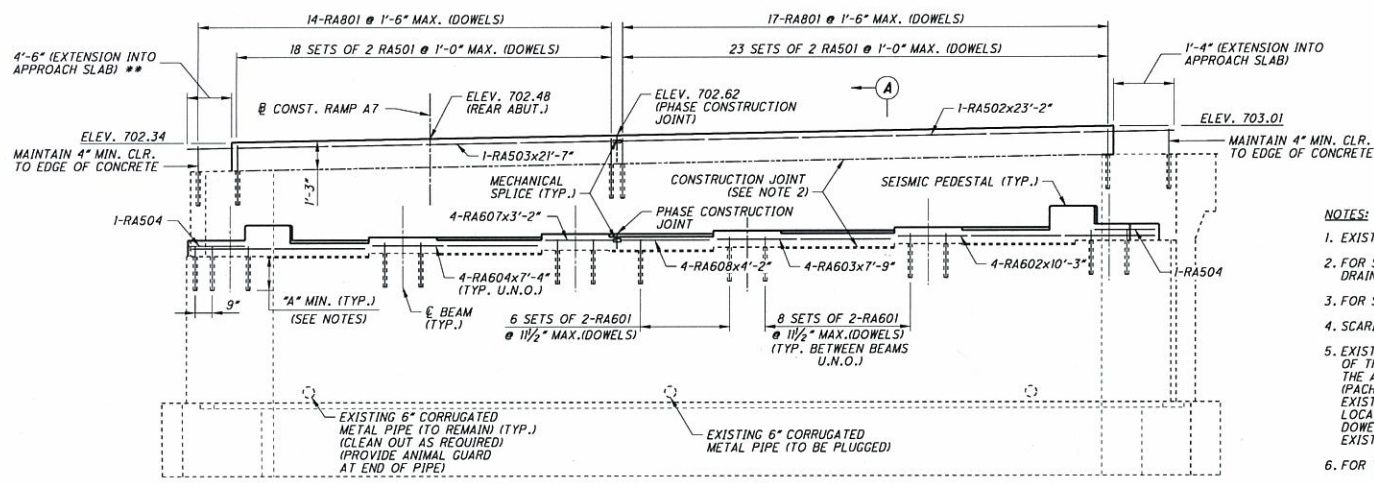 14-RA801 @ 1'-6" MAX. (DOWELS)
17-RA801 @ 1'-6" MAX. (DOWELS)
18 SETS OF 2 RA501 @ 1'-0" MAX. (DOWELS)
23 SETS OF 2 RA501 @ 1'-0" MAX. (DOWELS)
4'-6" (EXTENSION INTO
APPROACH SLAB) **
1'-4" (EXTENSION INTO
APPROACH SLAB)
B CONST. RAMP A7
ELEV. 702.48
(REAR ABUT.)
ELEV. 702.62
(PHASE CONSTRUCTION
JOINT)
A
1-RA502x23'-2"
ELEV. 702.34
ELEV. 703.01
MAINTAIN 4" MIN. CLR.
TO EDGE OF CONCRETE
MAINTAIN 4" MIN. CLR.
TO EDGE OF CONCRETE
1-RA503x21'-7"
1'-3"
MECHANICAL
SPLICE (TYP.)
CONSTRUCTION JOINT
(SEE NOTE 2)
SEISMIC PEDESTAL (TYP.)
1-RA504
4-RA607x3'-2"
PHASE CONSTRUCTION
JOINT
4-RA604x7'-4"
(TYP. U.N.O.)
4-RA608x4'-2"
4-RA603x7'-9"
4-RA602x10'-3"
1-RA504
9"
"A" MIN. (TYP.)
(SEE NOTES)
℄ BEAM
(TYP.)
6 SETS OF 2-RA601
@ 11½" MAX.(DOWELS)
8 SETS OF 2-RA601
@ 11½" MAX.(DOWELS)
(TYP. BETWEEN BEAMS
U.N.O.)
EXISTING 6" CORRUGATED
METAL PIPE (TO REMAIN) (TYP.)
(CLEAN OUT AS REQUIRED)
(PROVIDE ANIMAL GUARD
AT END OF PIPE)
EXISTING 6" CORRUGATED
METAL PIPE (TO BE PLUGGED)
NOTES:
1. EXIST
2. FOR S
DRAIN
3. FOR S
4. SCAR
5. EXIST
OF TH
THE A
(PACH
EXIST
LOCA
DOWE
EXIST
6. FOR